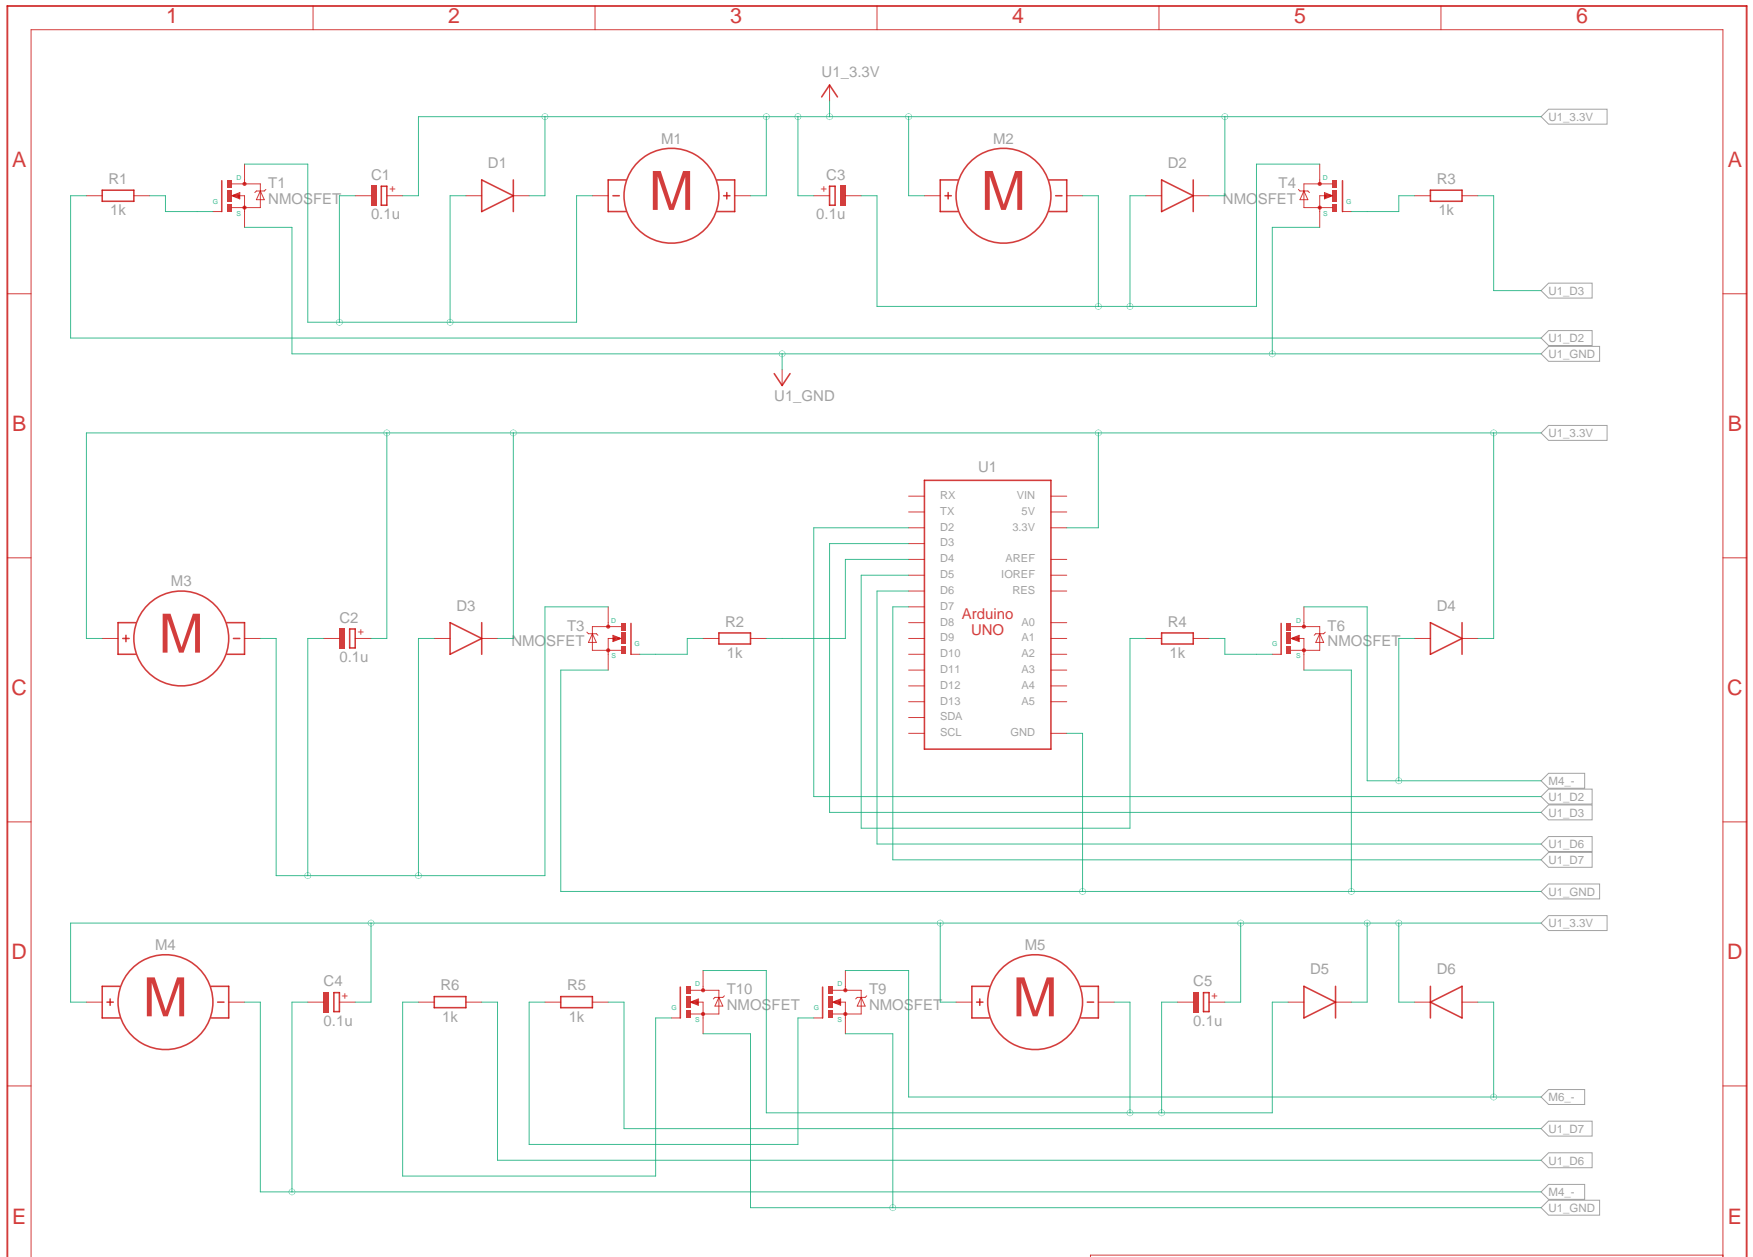 1 2 3 4 5 6
U1_3.3V
U1_3.3V
A A
M1 M2
D1 D2
R1 T1 C1 C3 T4 R3
1k NMOSFET 0.1u 0.1u NMOSFET 1k
D G S
D G S
+ - M + + + M - 
U1_D3
U1_D2
U1_GND
U1_GND
B B
U1_3.3V
U1
RX VIN
TX 5V
D2 3.3V
D3
D4 AREF
D5 IOREF
D6 RES
D7
Arduino
UNO
D8 A0
D9 A1
D10 A2
D11 A3
D12 A4
D13 A5
SDA
SCL GND
M3
+ M -
C2
+
0.1u
D3
T3
NMOSFET
D G S
R2
1k
R4
1k
T6
NMOSFET
D G S
D4
C C
M4_-
U1_D2
U1_D3
U1_D6
U1_D7
U1_GND
U1_3.3V
D D
M4
+ M -
C4
+
0.1u
R6
1k
R5
1k
T10
NMOSFET
D G S
T9
NMOSFET
D G S
M5
+ M -
C5
+
0.1u
D5
D6
M6_-
U1_D7
U1_D6
M4_-
U1_GND
E E